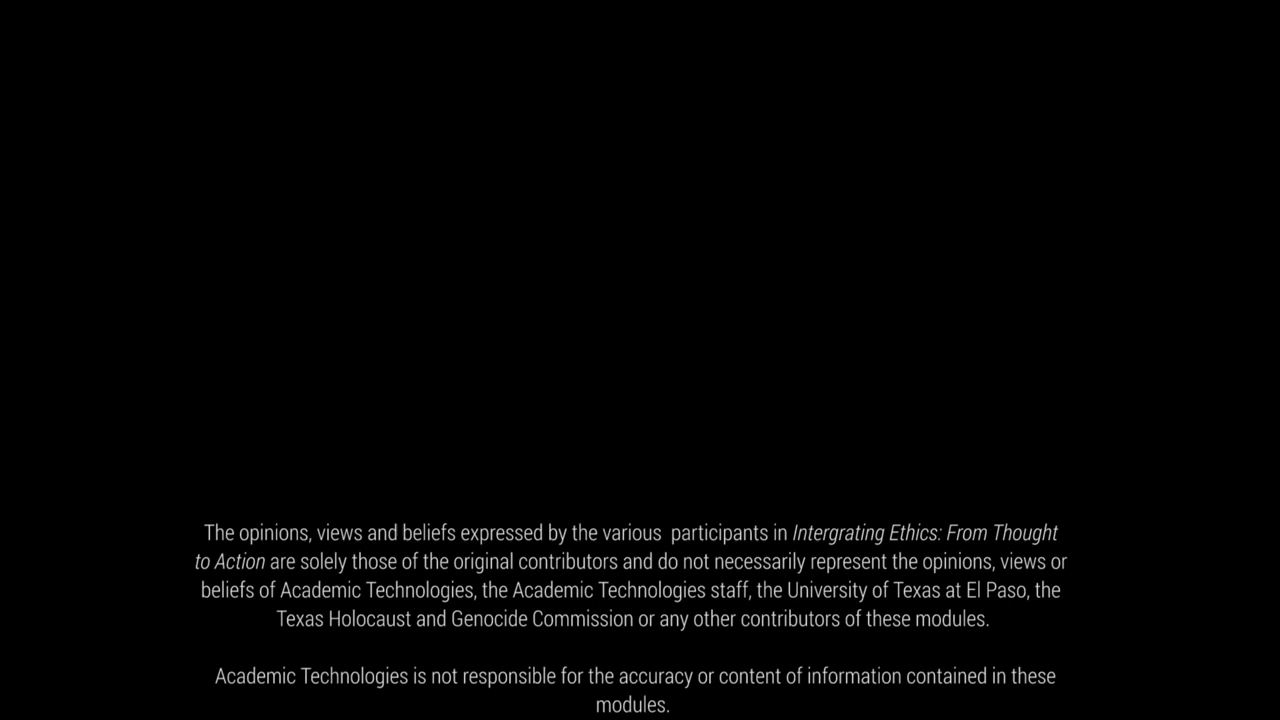 The opinions, views and beliefs expressed by the various  participants in Intergrating Ethics: From Thought
to Action are solely those of the original contributors and do not necessarily represent the opinions, views or
beliefs of Academic Technologies, the Academic Technologies staff, the University of Texas at El Paso, the
Texas Holocaust and Genocide Commission or any other contributors of these modules.
Academic Technologies is not responsible for the accuracy or content of information contained in these
modules.